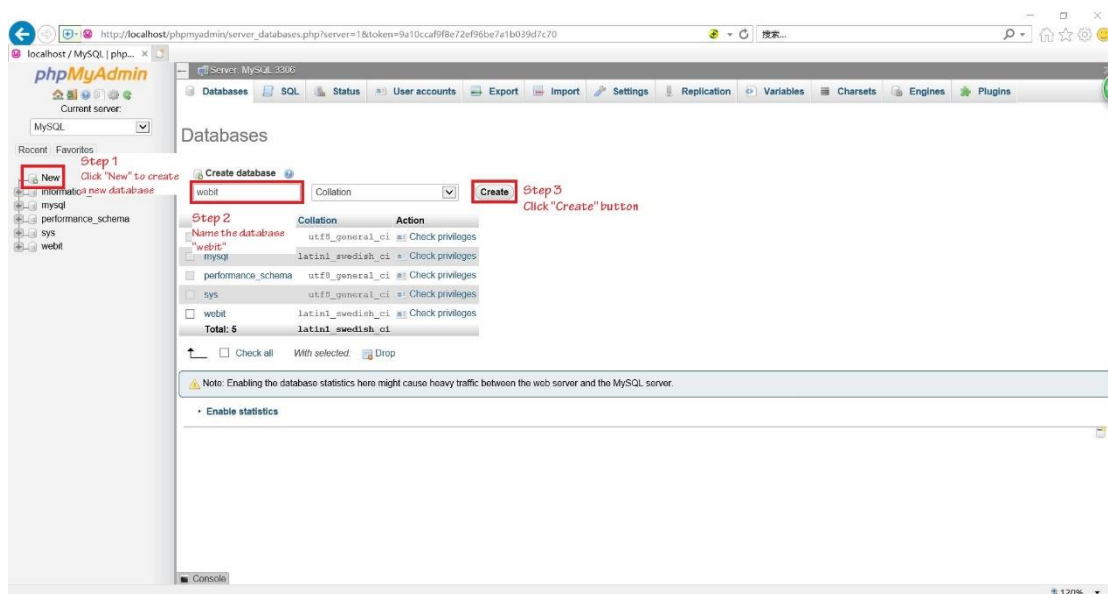 http://localhost/phpmyadmin/server_databases.php?server=1&token=9a10ccaf9f8e72ef96be7a1b039d7c70
搜索...
localhost / MySQL | php...
phpMyAdmin
Server: MySQL:3306
Databases SQL Status User accounts Export Import Settings Replication Variables Charsets Engines Plugins
Current server:
MySQL
Databases
Recent Favorites
Step 1
Click "New" to create
a new database
New
mysql
performance_schema
sys
webit
Create database
webit Collation Create
Step 3
Click "Create" button
Step 2
Name the database
"webit"
Collation Action
utf8_general_ci Check privileges
mysql latin1_swedish_ci Check privileges
performance_schema utf8_general_ci Check privileges
sys utf8_general_ci Check privileges
webit latin1_swedish_ci Check privileges
Total: 5 latin1_swedish_ci
Check all With selected: Drop
Note: Enabling the database statistics here might cause heavy traffic between the web server and the MySQL server.
Enable statistics
Console
120%